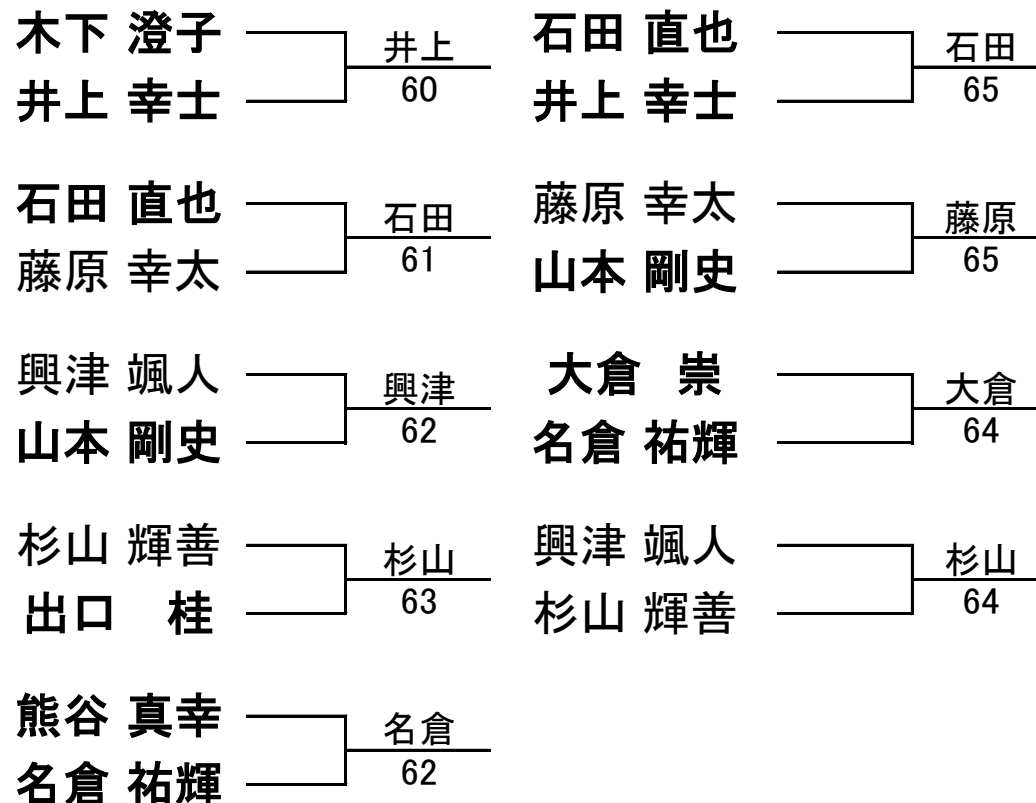 木下 澄子
井上
60
井上 幸士
石田 直也
石田
61
藤原 幸太
興津 颯人
興津
62
山本 剛史
杉山 輝善
杉山
63
出口 桂
熊谷 真幸
名倉
62
名倉 祐輝
石田 直也
石田
65
井上 幸士
藤原 幸太
藤原
65
山本 剛史
大倉 崇
大倉
64
名倉 祐輝
興津 颯人
杉山
64
杉山 輝善